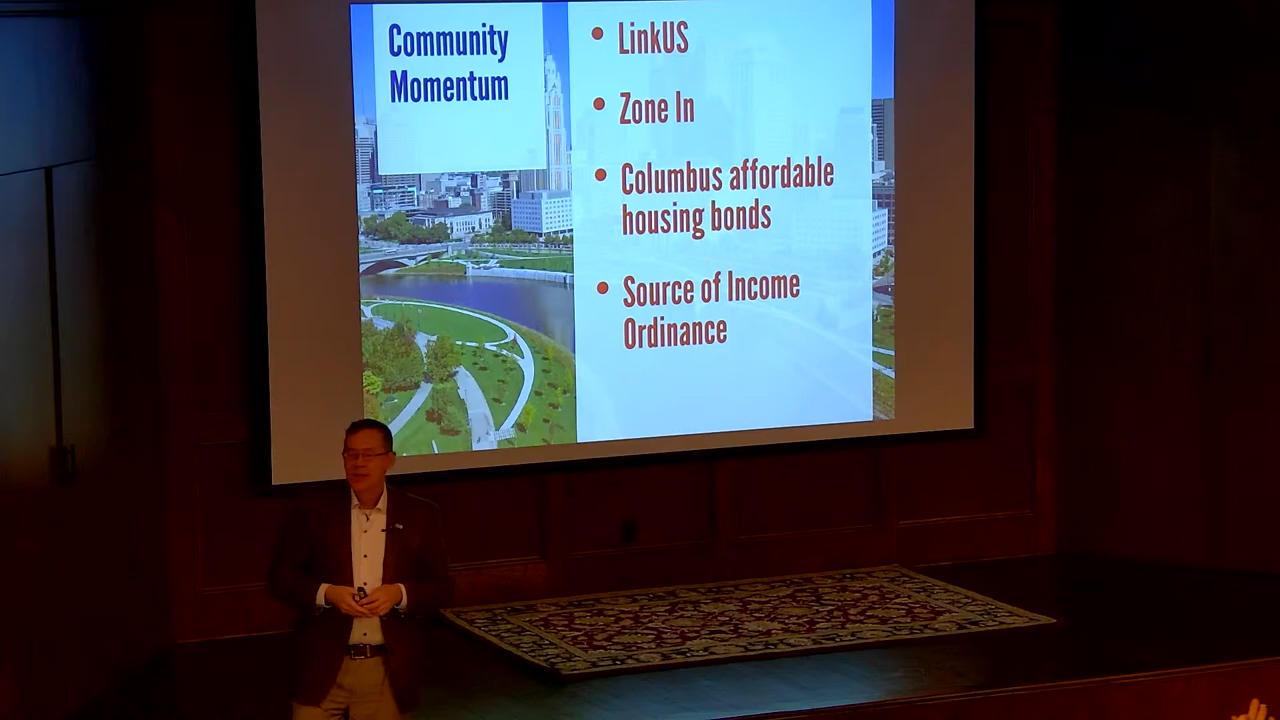 Community
Momentum
• LinkUS
• Zone In
• Columbus affordable
housing bonds
• Source of Income
Ordinance